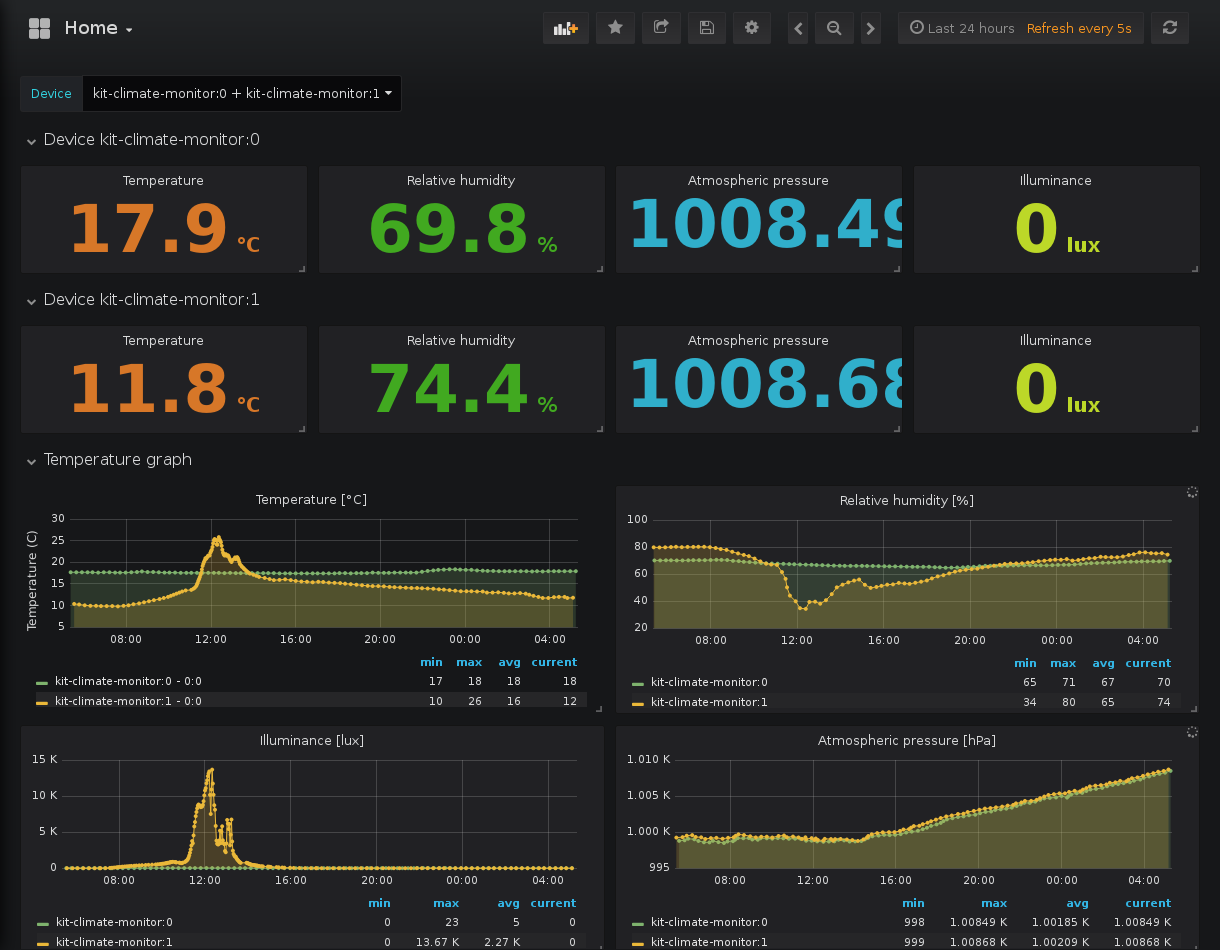 Home
Last 24 hours Refresh every 5s
Device kit-climate-monitor:0 + kit-climate-monitor:1
Device kit-climate-monitor:0
Temperature Relative humidity Atmospheric pressure Illuminance
17.9 °C 69.8 % 1008.49 0 lux
Device kit-climate-monitor:1
Temperature Relative humidity Atmospheric pressure Illuminance
11.8 °C 74.4 % 1008.68 0 lux
Temperature graph
Temperature [°C]
Temperature (C)
30
25
20
15
10
5
08:00 12:00 16:00 20:00 00:00 04:00
min max avg current
kit-climate-monitor:0 - 0:0 17 18 18 18
kit-climate-monitor:1 - 0:0 10 26 16 12
Relative humidity [%]
100
80
60
40
20
08:00 12:00 16:00 20:00 00:00 04:00
min max avg current
kit-climate-monitor:0 65 71 67 70
kit-climate-monitor:1 34 80 65 74
Illuminance [lux]
15 K
10 K
5 K
0
08:00 12:00 16:00 20:00 00:00 04:00
min max avg current
kit-climate-monitor:0 0 23 5 0
kit-climate-monitor:1 0 13.67 K 2.27 K 0
Atmospheric pressure [hPa]
1.010 K
1.005 K
1.000 K
995
08:00 12:00 16:00 20:00 00:00 04:00
min max avg current
kit-climate-monitor:0 998 1.00849 K 1.00185 K 1.00849 K
kit-climate-monitor:1 999 1.00868 K 1.00209 K 1.00868 K